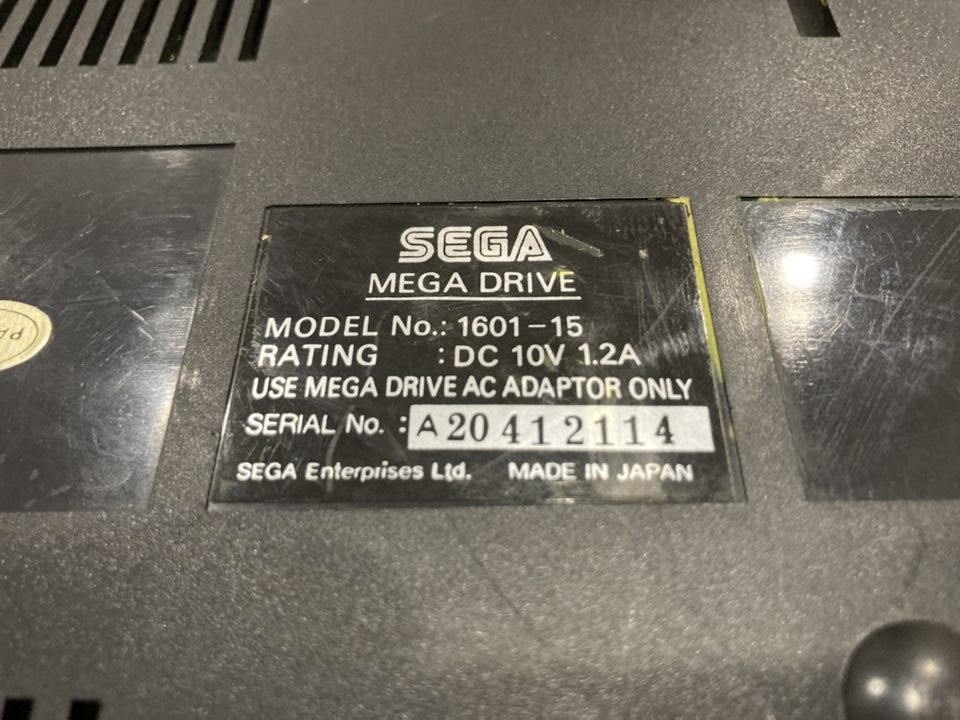 SEGA
MEGA DRIVE
MODEL No.: 1601-15
RATING : DC 10V 1.2A
USE MEGA DRIVE AC ADAPTOR ONLY
SERIAL No. : A20412114
SEGA Enterprises Ltd. MADE IN JAPAN